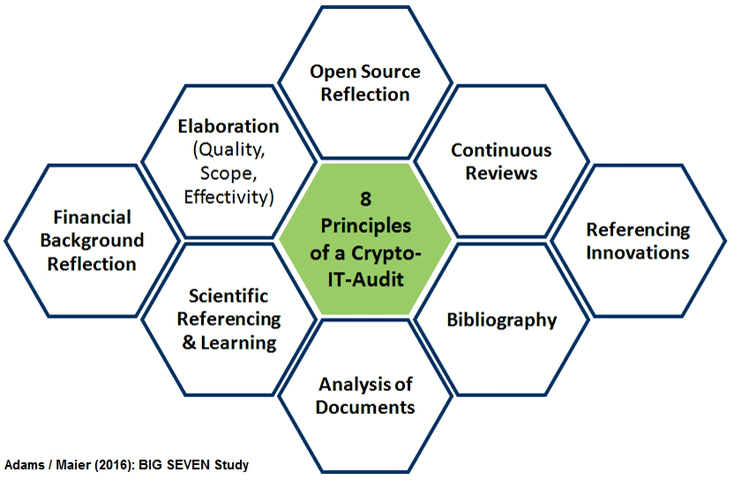 Open Source
Reflection
Elaboration
(Quality,
Scope,
Effectivity)
Continuous
Reviews
Financial
Background
Reflection
8
Principles
of a Crypto-
IT-Audit
Referencing
Innovations
Scientific
Referencing
& Learning
Bibliography
Analysis of
Documents
Adams / Maier (2016): BIG SEVEN Study